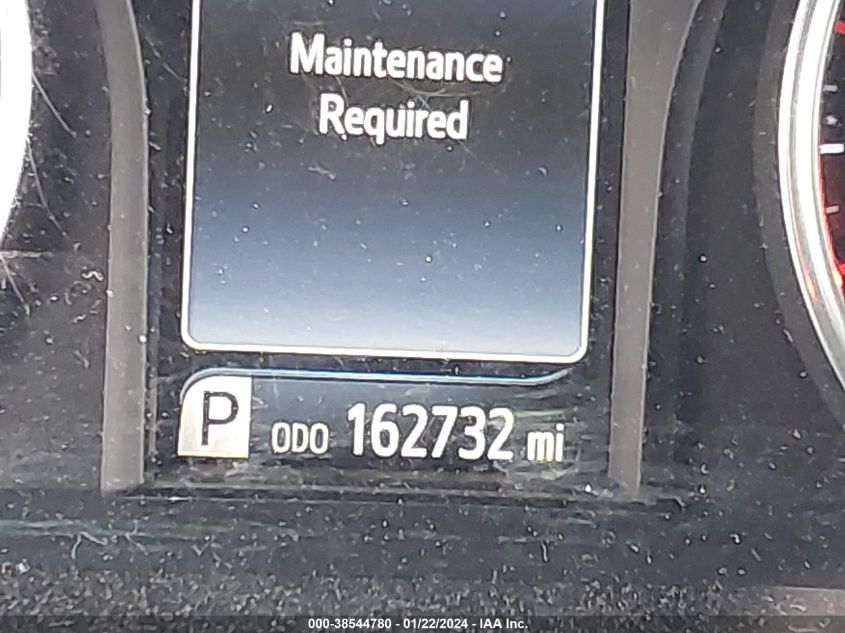 Maintenance
Required
P ODO 162732 mi
000-38544780 - 01/22/2024 - IAA Inc.